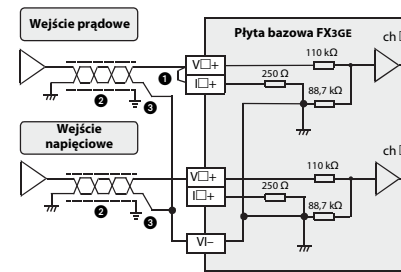 Wejście prądowe
Płyta bazowa FX3GE
ch
110 kΩ
V□+
❶
250 Ω
I□+
88,7 kΩ
❷
❸
Wejście
napięciowe
ch
110 kΩ
V□+
250 Ω
I□+
88,7 kΩ
❷
❸
VI–